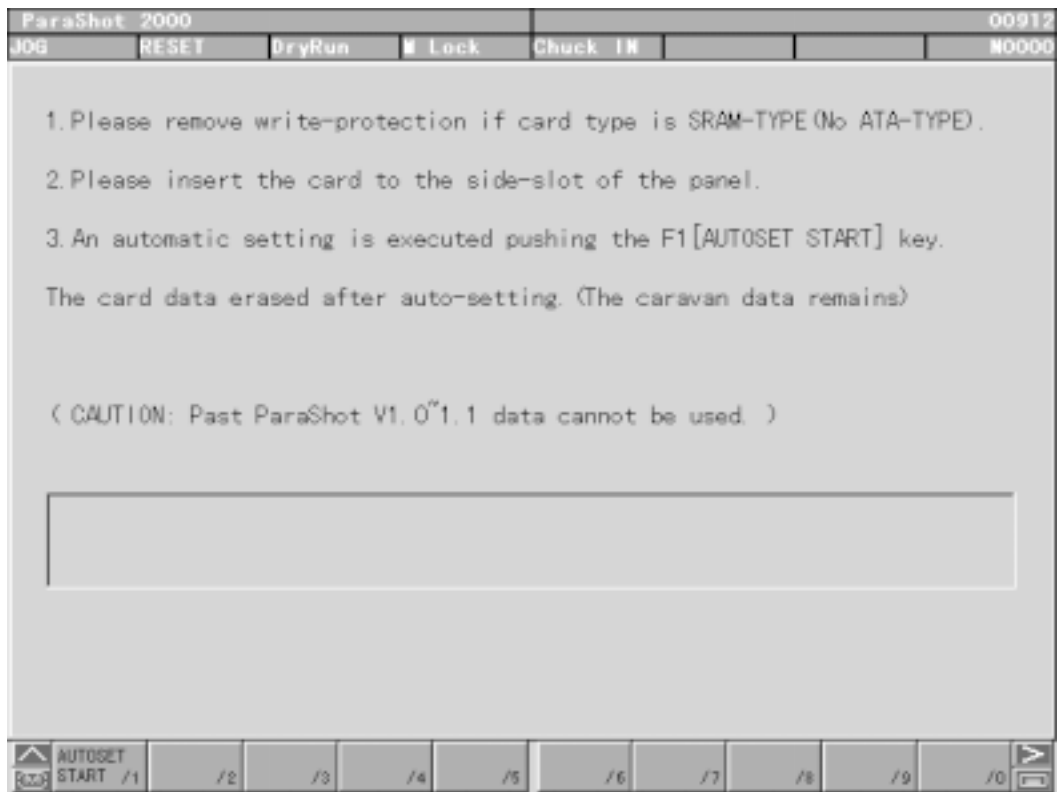 ParaShot 2000 00912
JOG RESET DryRun M Lock Chuck IN N0000
1.Please remove write-protection if card type is SRAM-TYPE(No ATA-TYPE).
2.Please insert the card to the side-slot of the panel.
3.An automatic setting is executed pushing the F1[AUTOSET START] key.
The card data erased after auto-setting.(The caravan data remains)
( CAUTION: Past ParaShot V1.0~1.1 data cannot be used. )
AUTOSET
START /1 /2 /3 /4 /5 /6 /7 /8 /9 /0 >